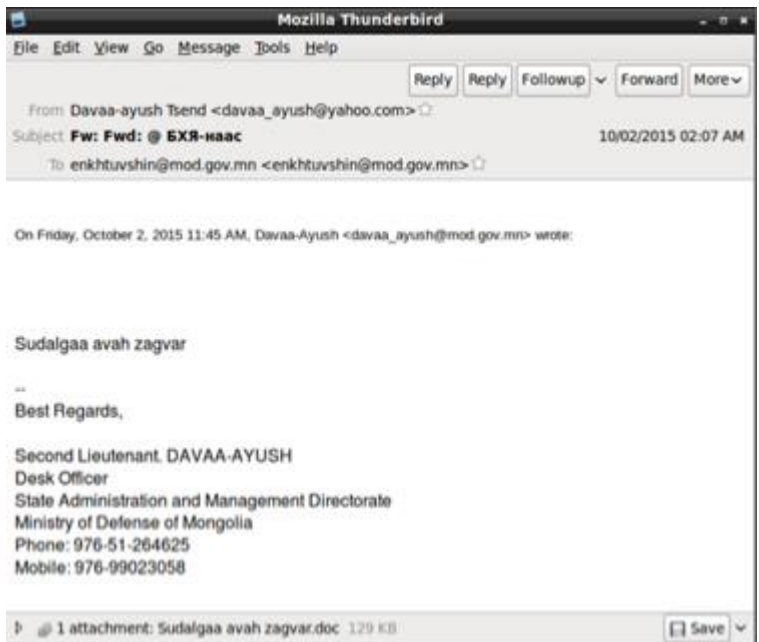 Mozilla Thunderbird
File Edit View Go Message Tools Help
Reply Reply Followup Forward More
From Davaa-ayush Tsend <davaa_ayush@yahoo.com>
Subject Fw: Fwd: @ БХЯ-наас 10/02/2015 02:07 AM
To enkhtuvshin@mod.gov.mn <enkhtuvshin@mod.gov.mn>
On Friday, October 2, 2015 11:45 AM, Davaa-Ayush <davaa_ayush@mod.gov.mn> wrote:
Sudalgaa avah zagvar
--
Best Regards,
Second Lieutenant. DAVAA-AYUSH
Desk Officer
State Administration and Management Directorate
Ministry of Defense of Mongolia
Phone: 976-51-264625
Mobile: 976-99023058
1 attachment: Sudalgaa avah zagvar.doc 129 KB Save